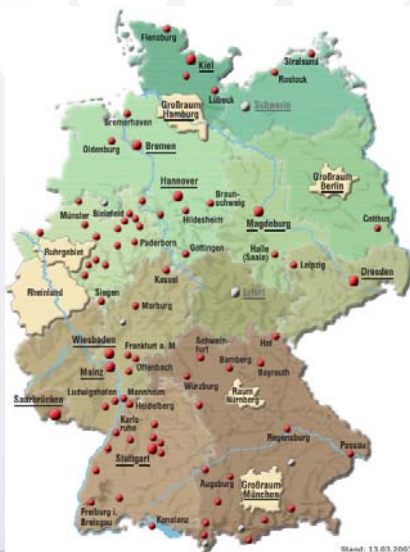 Flensburg
Kiel
Stralsund
Rostock
Lübeck
Schwerin
Großraum
Hamburg
Bremerhaven
Oldenburg
Bremen
Großraum
Berlin
Hannover
Braun-
schweig
Münster
Bielefeld
Hildesheim
Magdeburg
Cottbus
Ruhrgebiet
Paderborn
Göttingen
Halle
(Saale)
Leipzig
Dresden
Rheinland
Kassel
Siegen
Erfurt
Marburg
Wiesbaden
Frankfurt a. M.
Schwein-
furt
Hof
Mainz
Offenbach
Bamberg
Bayreuth
Würzburg
Ludwigshafen
Mannheim
Heidelberg
Raum
Nürnberg
Saarbrücken
Karls-
ruhe
Regensburg
Passau
Stuttgart
Augsburg
Großraum
München
Freiburg i.
Breisgau
Konstanz